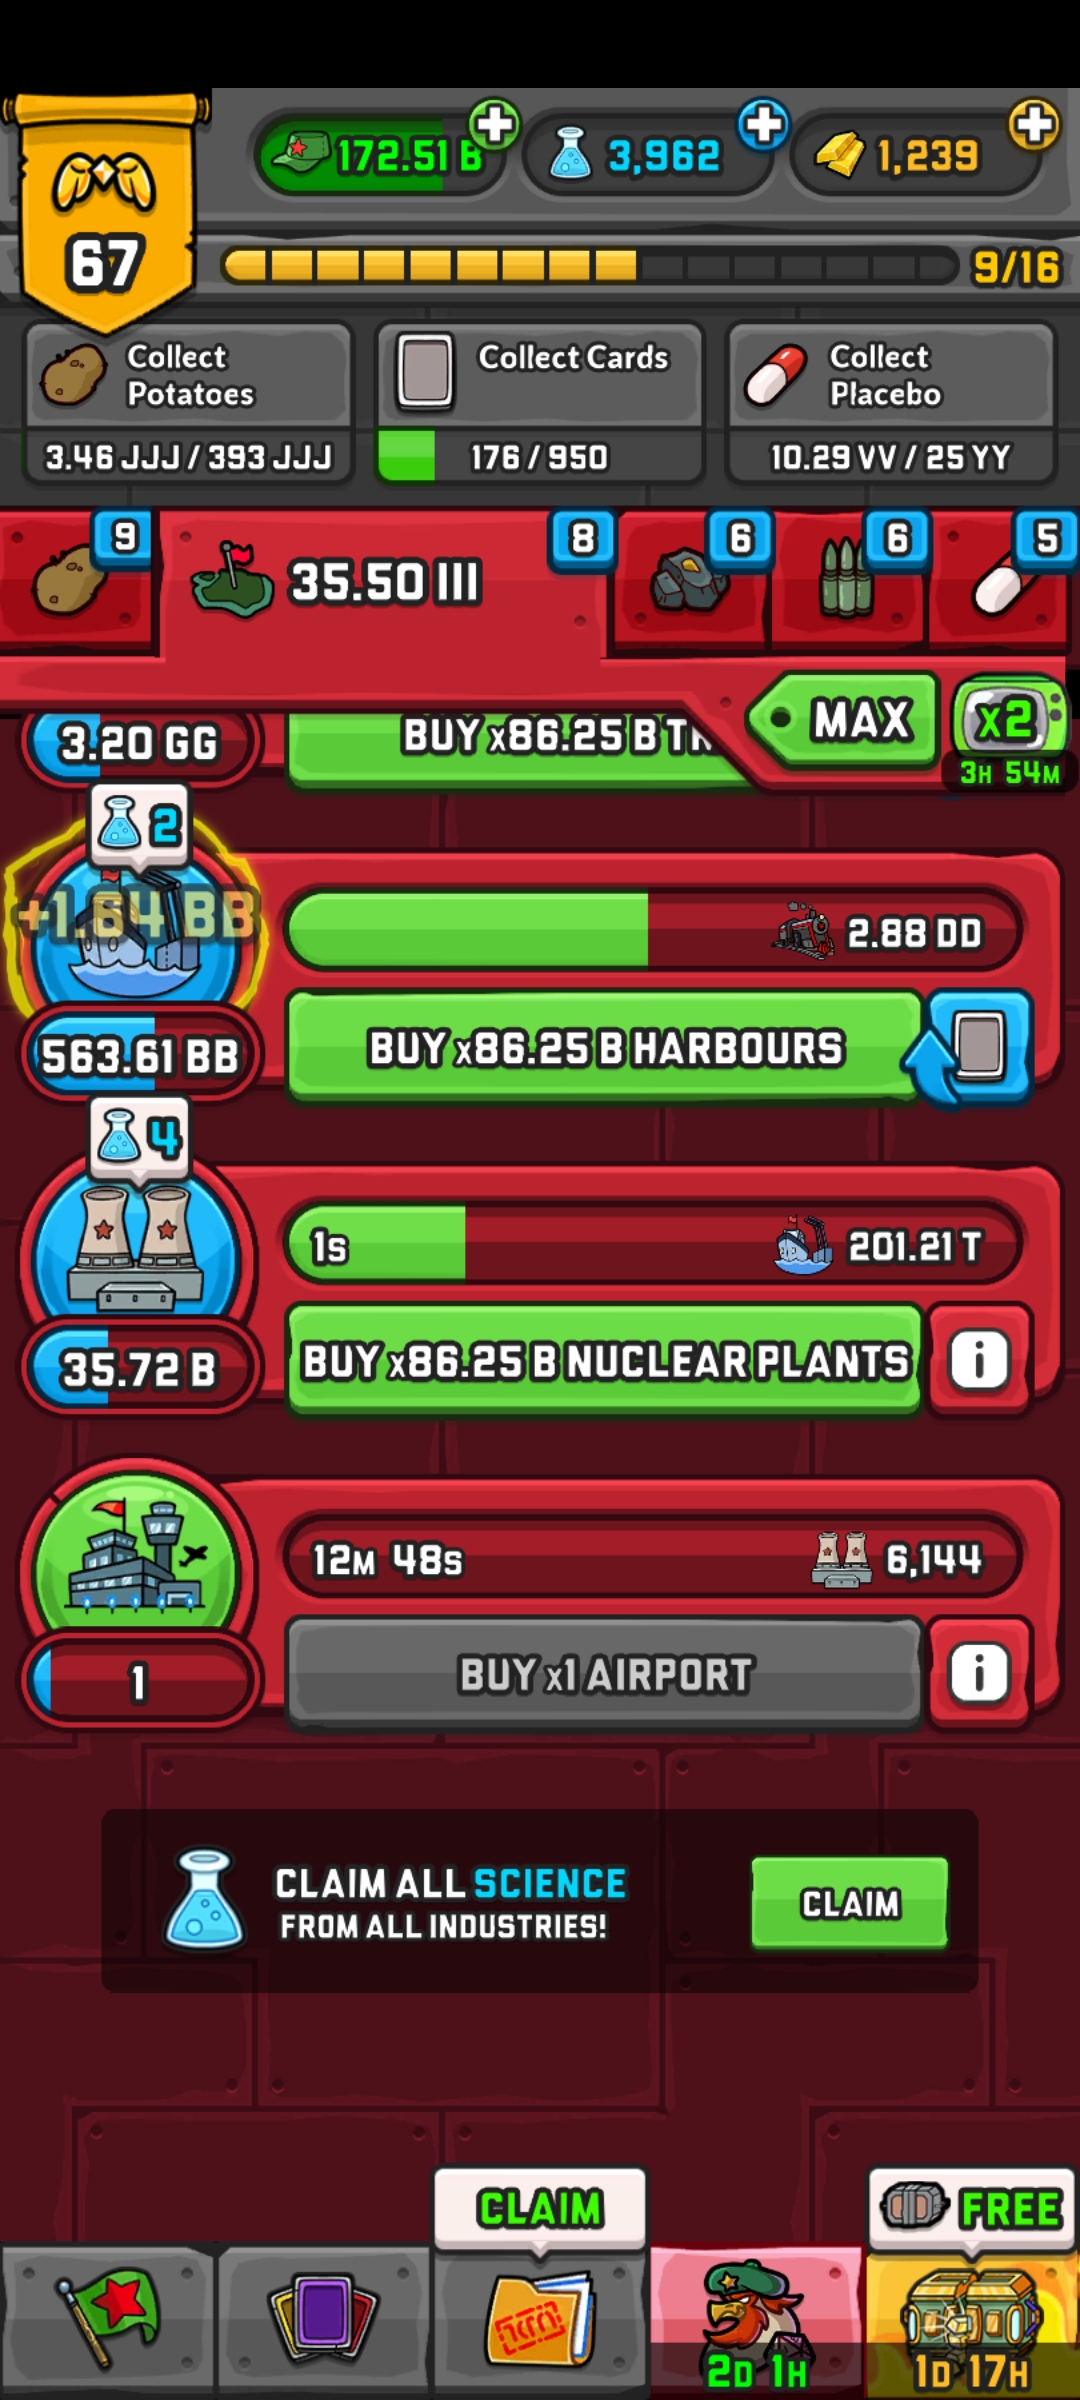 172.51 B
3,962
1,239
67
9/16
Collect Potatoes
3.46 JJJ / 393 JJJ
Collect Cards
176 / 950
Collect Placebo
10.29 VV / 25 YY
9
35.50 III
8
6
6
5
MAX
x2
3H 54M
3.20 GG
BUY x86.25 B
2
+1.64 BB
2.88 DD
563.61 BB
BUY x86.25 B HARBOURS
4
1S
201.21 T
35.72 B
BUY x86.25 B NUCLEAR PLANTS
12M 48S
6,144
1
BUY x1 AIRPORT
CLAIM ALL SCIENCE
FROM ALL INDUSTRIES!
CLAIM
CLAIM
FREE
2D 1H
1D 17H